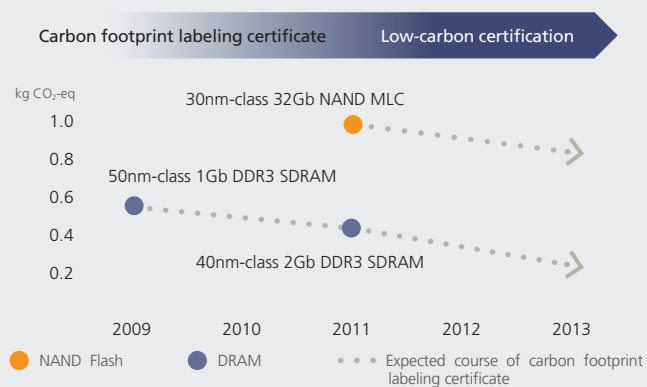 Carbon footprint labeling certificate Low-carbon certification
kg CO₂-eq
30nm-class 32Gb NAND MLC
1.0
0.8
50nm-class 1Gb DDR3 SDRAM
0.6
0.4
40nm-class 2Gb DDR3 SDRAM
0.2
2009 2010 2011 2012 2013
NAND Flash DRAM Expected course of carbon footprint
labeling certificate